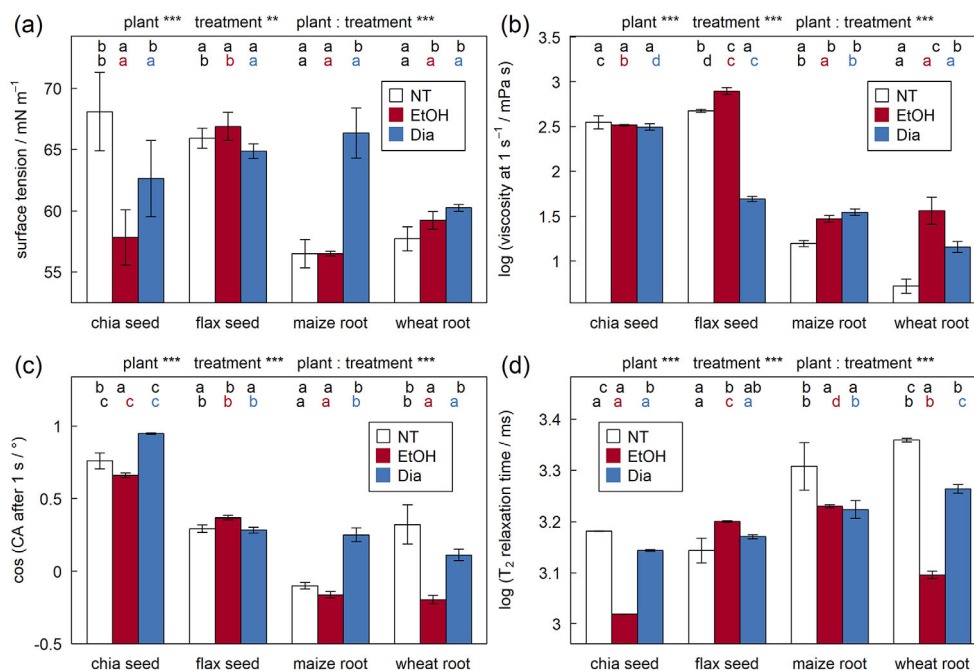 (a) plant *** treatment ** plant : treatment ***
b a b a a a a a b a b b
b a a b b a a a a a a a
NT
EtOH
Dia
surface tension / mN m⁻¹
70
65
60
55
chia seed flax seed maize root wheat root
(b) plant *** treatment *** plant : treatment ***
a a a b c a a b b a c b
c b d d c c b a b a a a
NT
EtOH
Dia
log (viscosity at 1 s⁻¹ / mPa s)
3.5
3
2.5
2
1.5
1
chia seed flax seed maize root wheat root
(c) plant *** treatment *** plant : treatment ***
b a c a b a a a b b a b
c c c b b b a a b b a a
NT
EtOH
Dia
cos (CA after 1 s / °)
1
0.5
0
-0.5
chia seed flax seed maize root wheat root
(d) plant *** treatment *** plant : treatment ***
c a b a b ab a a a c a b
a a a a c a b d b b b c
NT
EtOH
Dia
log (T₂ relaxation time / ms)
3.4
3.3
3.2
3.1
3
chia seed flax seed maize root wheat root